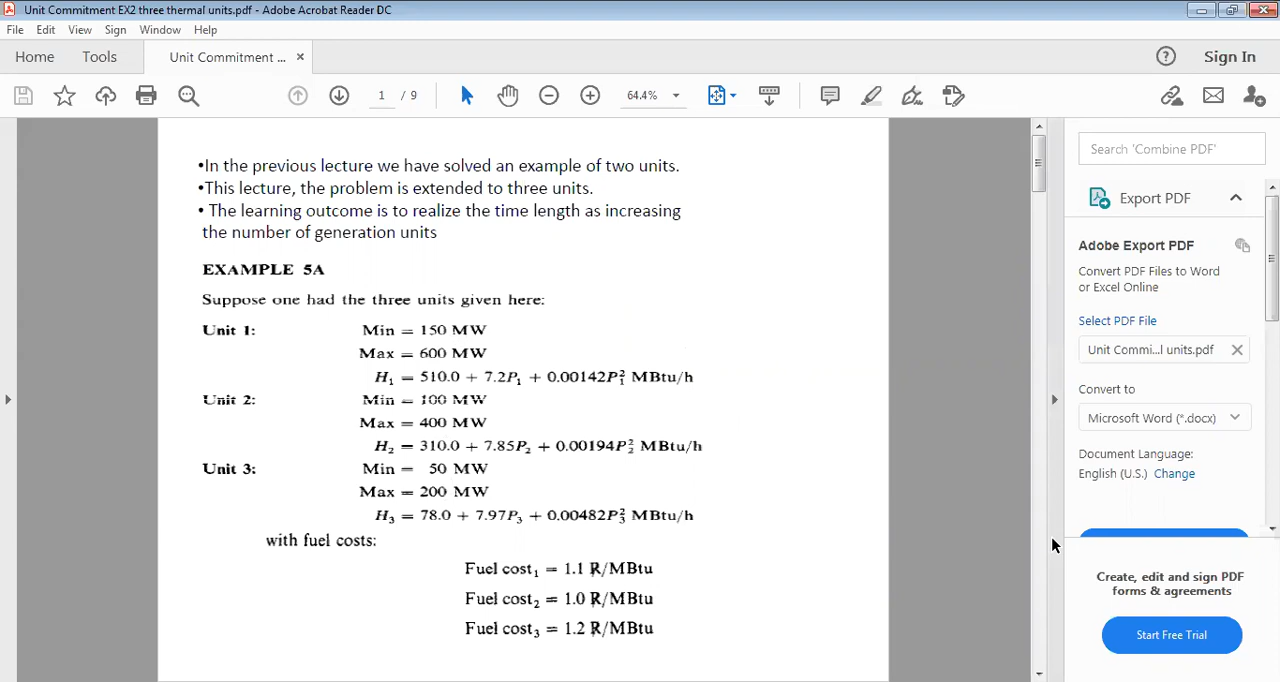 Unit Commitment EX2 three thermal units.pdf - Adobe Acrobat Reader DC
File Edit View Sign Window Help
Home Tools Unit Commitment ... × Sign In
1 / 9 64.4%
•In the previous lecture we have solved an example of two units.
•This lecture, the problem is extended to three units.
• The learning outcome is to realize the time length as increasing
the number of generation units
EXAMPLE 5A
Suppose one had the three units given here:
Unit 1: Min = 150 MW
Max = 600 MW
H₁ = 510.0 + 7.2P₁ + 0.00142P₁² MBtu/h
Unit 2: Min = 100 MW
Max = 400 MW
H₂ = 310.0 + 7.85P₂ + 0.00194P₂² MBtu/h
Unit 3: Min = 50 MW
Max = 200 MW
H₃ = 78.0 + 7.97P₃ + 0.00482P₃² MBtu/h
with fuel costs:
Fuel cost₁ = 1.1 R/MBtu
Fuel cost₂ = 1.0 R/MBtu
Fuel cost₃ = 1.2 R/MBtu
Search 'Combine PDF'
Export PDF
Adobe Export PDF
Convert PDF Files to Word
or Excel Online
Select PDF File
Unit Commi...l units.pdf
Convert to
Microsoft Word (*.docx)
Document Language:
English (U.S.) Change
Create, edit and sign PDF
forms & agreements
Start Free Trial